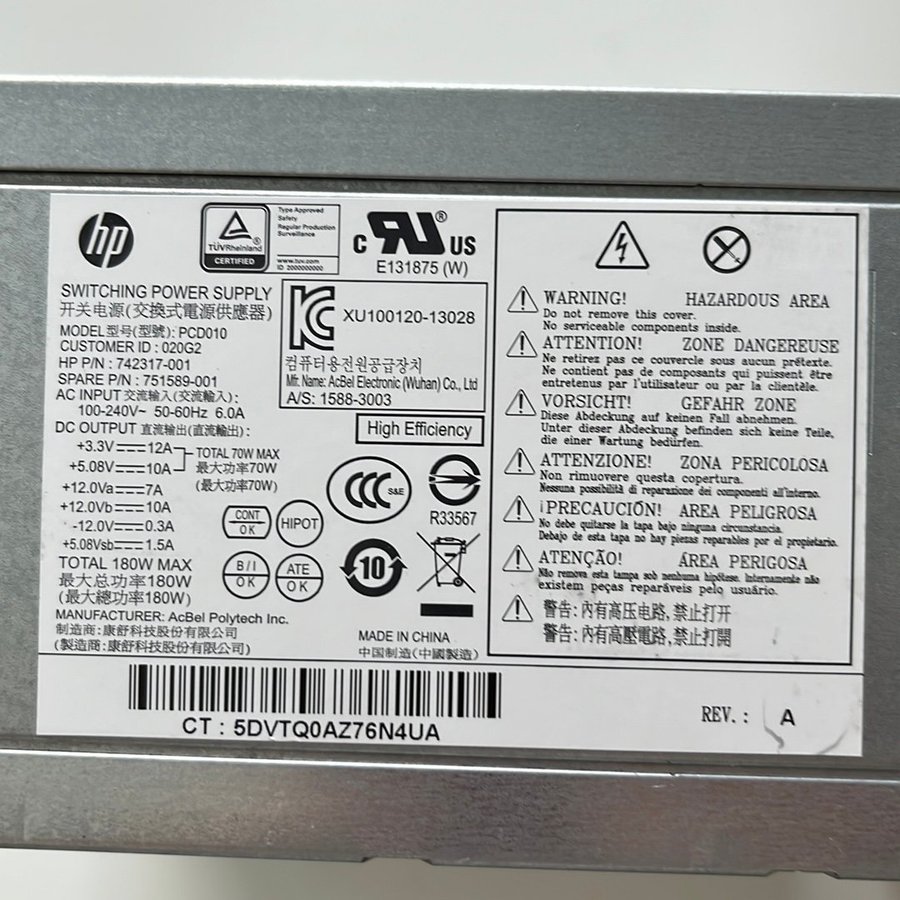 hp
TÜVRheinland
CERTIFIED
Type Approved
Safety
Regular Production
Surveillance
www.tuv.com
ID 2000000000
C RU US
®
E131875 (W)
SWITCHING POWER SUPPLY
开关电源(交換式電源供應器)
MODEL型号(型號): PCD010
CUSTOMER ID : 020G2
HP P/N : 742317-001
SPARE P/N : 751589-001
AC INPUT 交流输入(交流輸入):
100-240V~ 50-60Hz 6.0A
DC OUTPUT 直流输出(直流輸出):
+3.3V⎓12A
+5.08V⎓10A
TOTAL 70W MAX
最大功率70W
(最大功率70W)
+12.0Va⎓7A
+12.0Vb⎓10A
-12.0V⎓0.3A
+5.08Vsb⎓1.5A
TOTAL 180W MAX
最大总功率180W
(最大總功率180W)
MANUFACTURER: AcBel Polytech Inc.
制造商:康舒科技股份有限公司
(製造商:康舒科技股份有限公司)
KC
XU100120-13028
컴퓨터용전원공급장치
Mfr. Name: AcBel Electronic (Wuhan) Co., Ltd
A/S: 1588-3003
High Efficiency
CCC
S&E
R33567
CONT
OK
HIPOT
B/I
OK
ATE
OK
10
MADE IN CHINA
中国制造(中國製造)
WARNING! HAZARDOUS AREA
Do not remove this cover.
No serviceable components inside.
ATTENTION! ZONE DANGEREUSE
Ne retirez pas ce couvercle sous aucun prétexte.
Ne contient pas de composants qui puissent être
entretenus par l'utilisateur ou par la clientèle.
VORSICHT! GEFAHR ZONE
Diese Abdeckung auf keinen Fall abnehmen.
Unter dieser Abdeckung befinden sich keine Teile,
die einer Wartung bedürfen.
ATTENZIONE! ZONA PERICOLOSA
Non rimuovere questa copertura.
Nessuna possibilità di reparazione dei componenti all'interno.
¡PRECAUCIÓN! AREA PELIGROSA
No debe quitarse la tapa bajo ninguna circunstancia.
Debajo de esta tapa no hay piezas reparables por el propietario.
ATENÇÃO! ÁREA PERIGOSA
Não remova esta tampa sob nenhuma hipótese. Internamente não
existem peças reparáveis pelo usuário.
警告: 內有高压电路,禁止打开
警告: 內有高壓電路,禁止打開
CT : 5DVTQ0AZ76N4UA
REV. : A